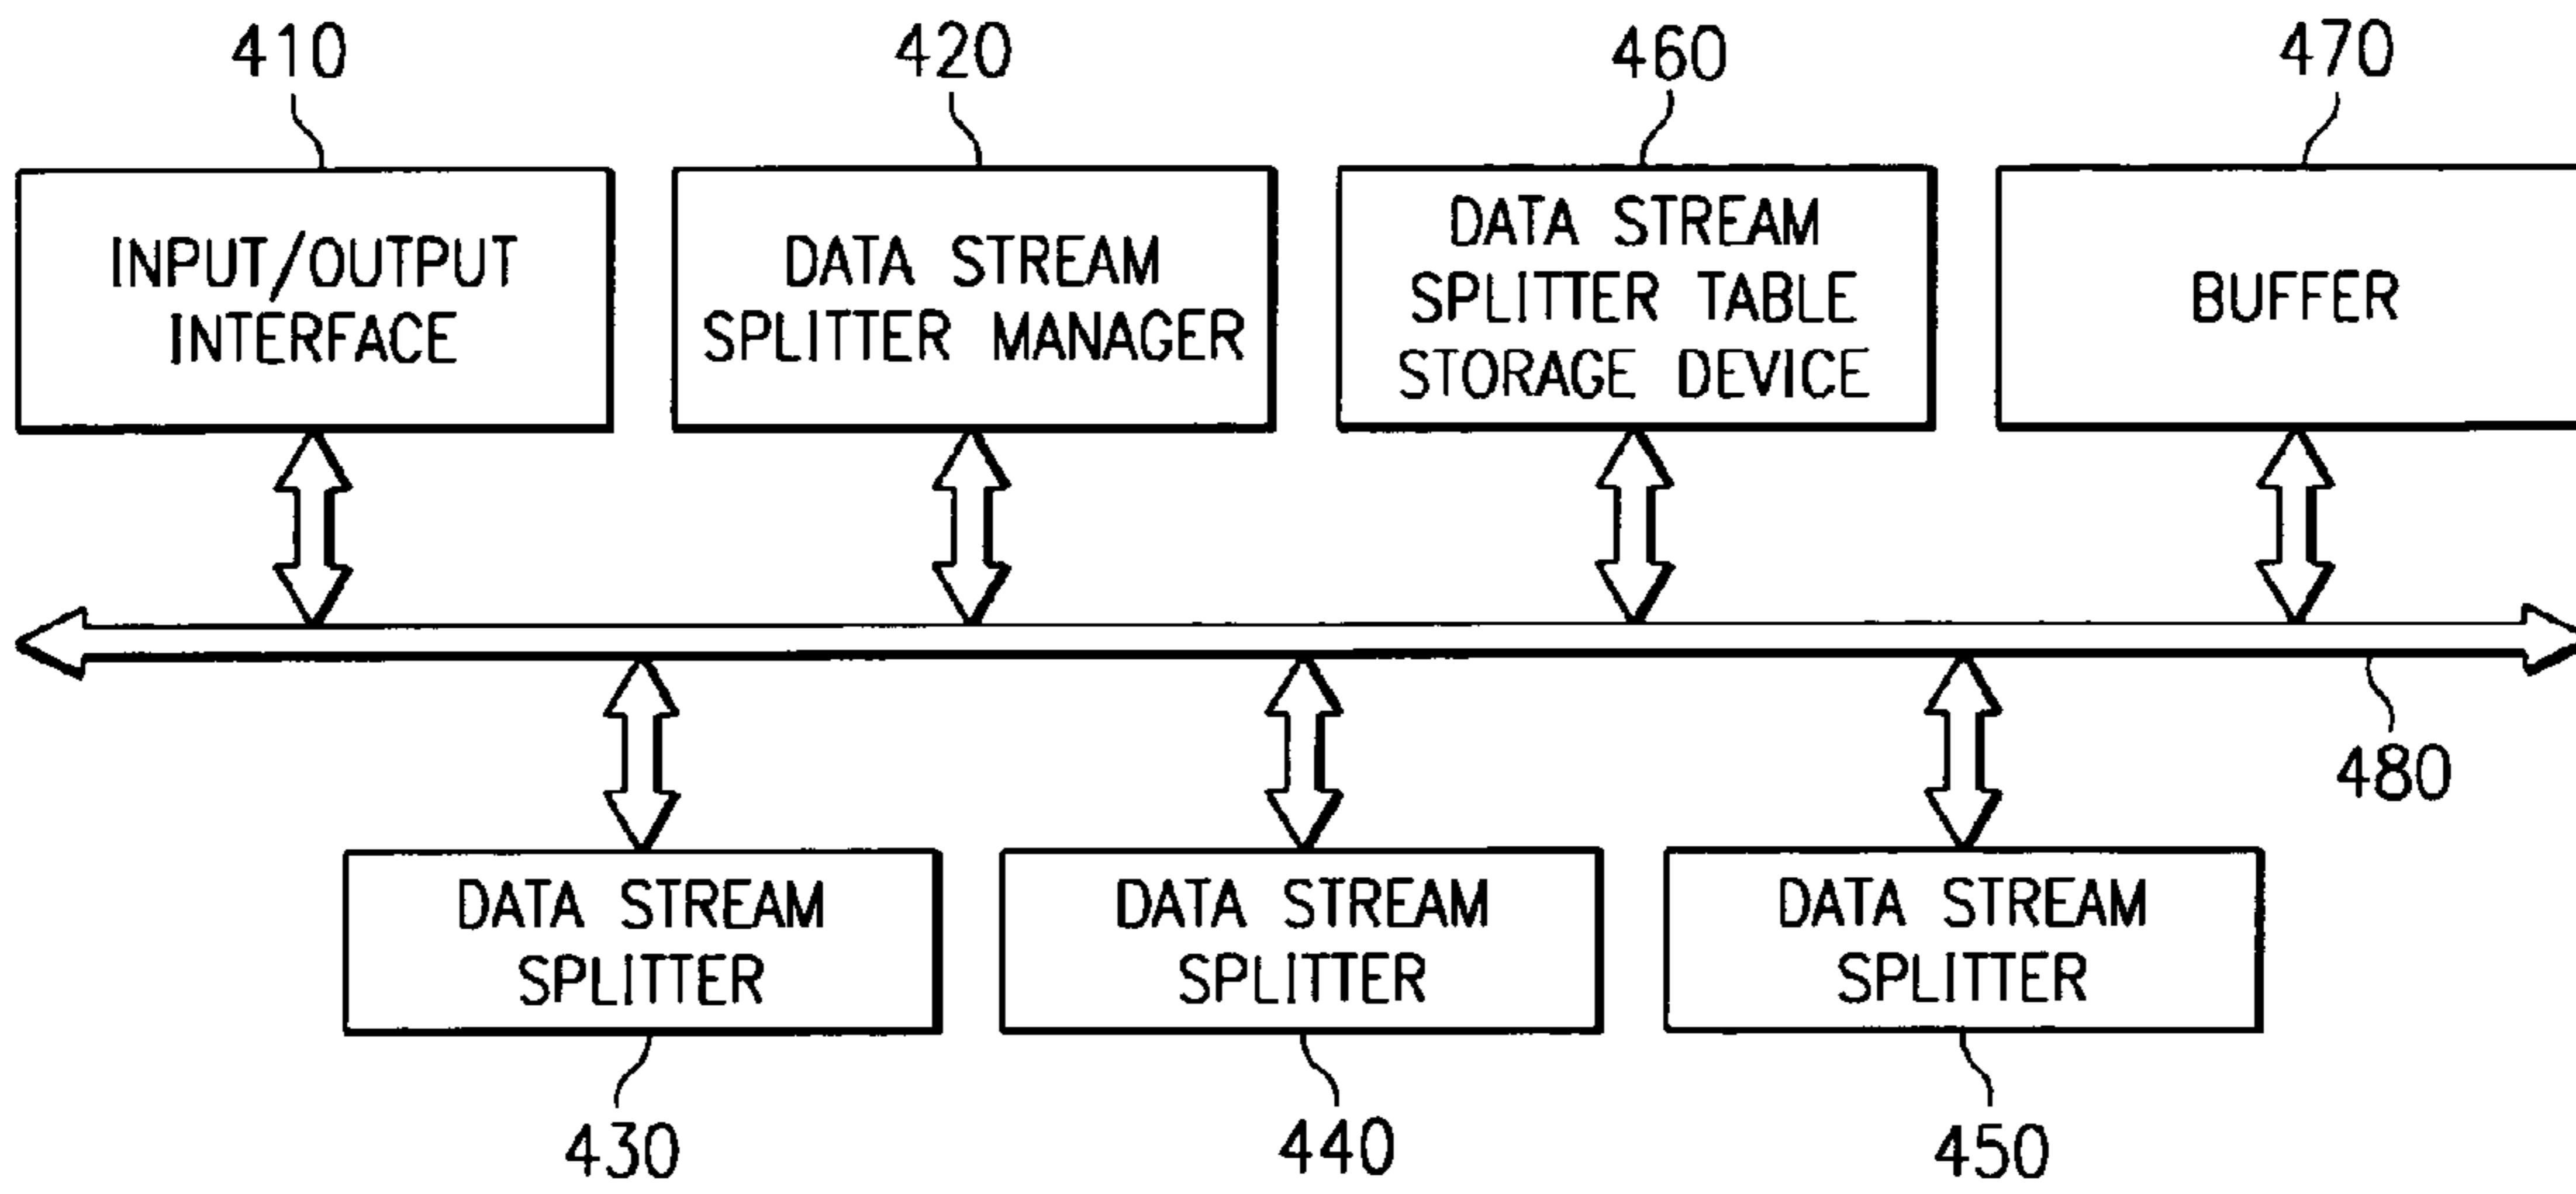 410
420
460
470
INPUT/OUTPUT
INTERFACE
DATA STREAM
SPLITTER MANAGER
DATA STREAM
SPLITTER TABLE
STORAGE DEVICE
BUFFER
480
DATA STREAM
SPLITTER
DATA STREAM
SPLITTER
DATA STREAM
SPLITTER
430
440
450